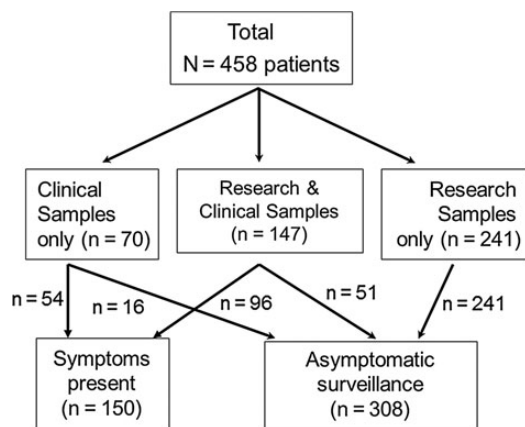 Total
N = 458 patients
Clinical
Samples
only (n = 70)
Research &
Clinical Samples
(n = 147)
Research
Samples
only (n = 241)
n = 54
n = 16
n = 96
n = 51
n = 241
Symptoms
present
(n = 150)
Asymptomatic
surveillance
(n = 308)